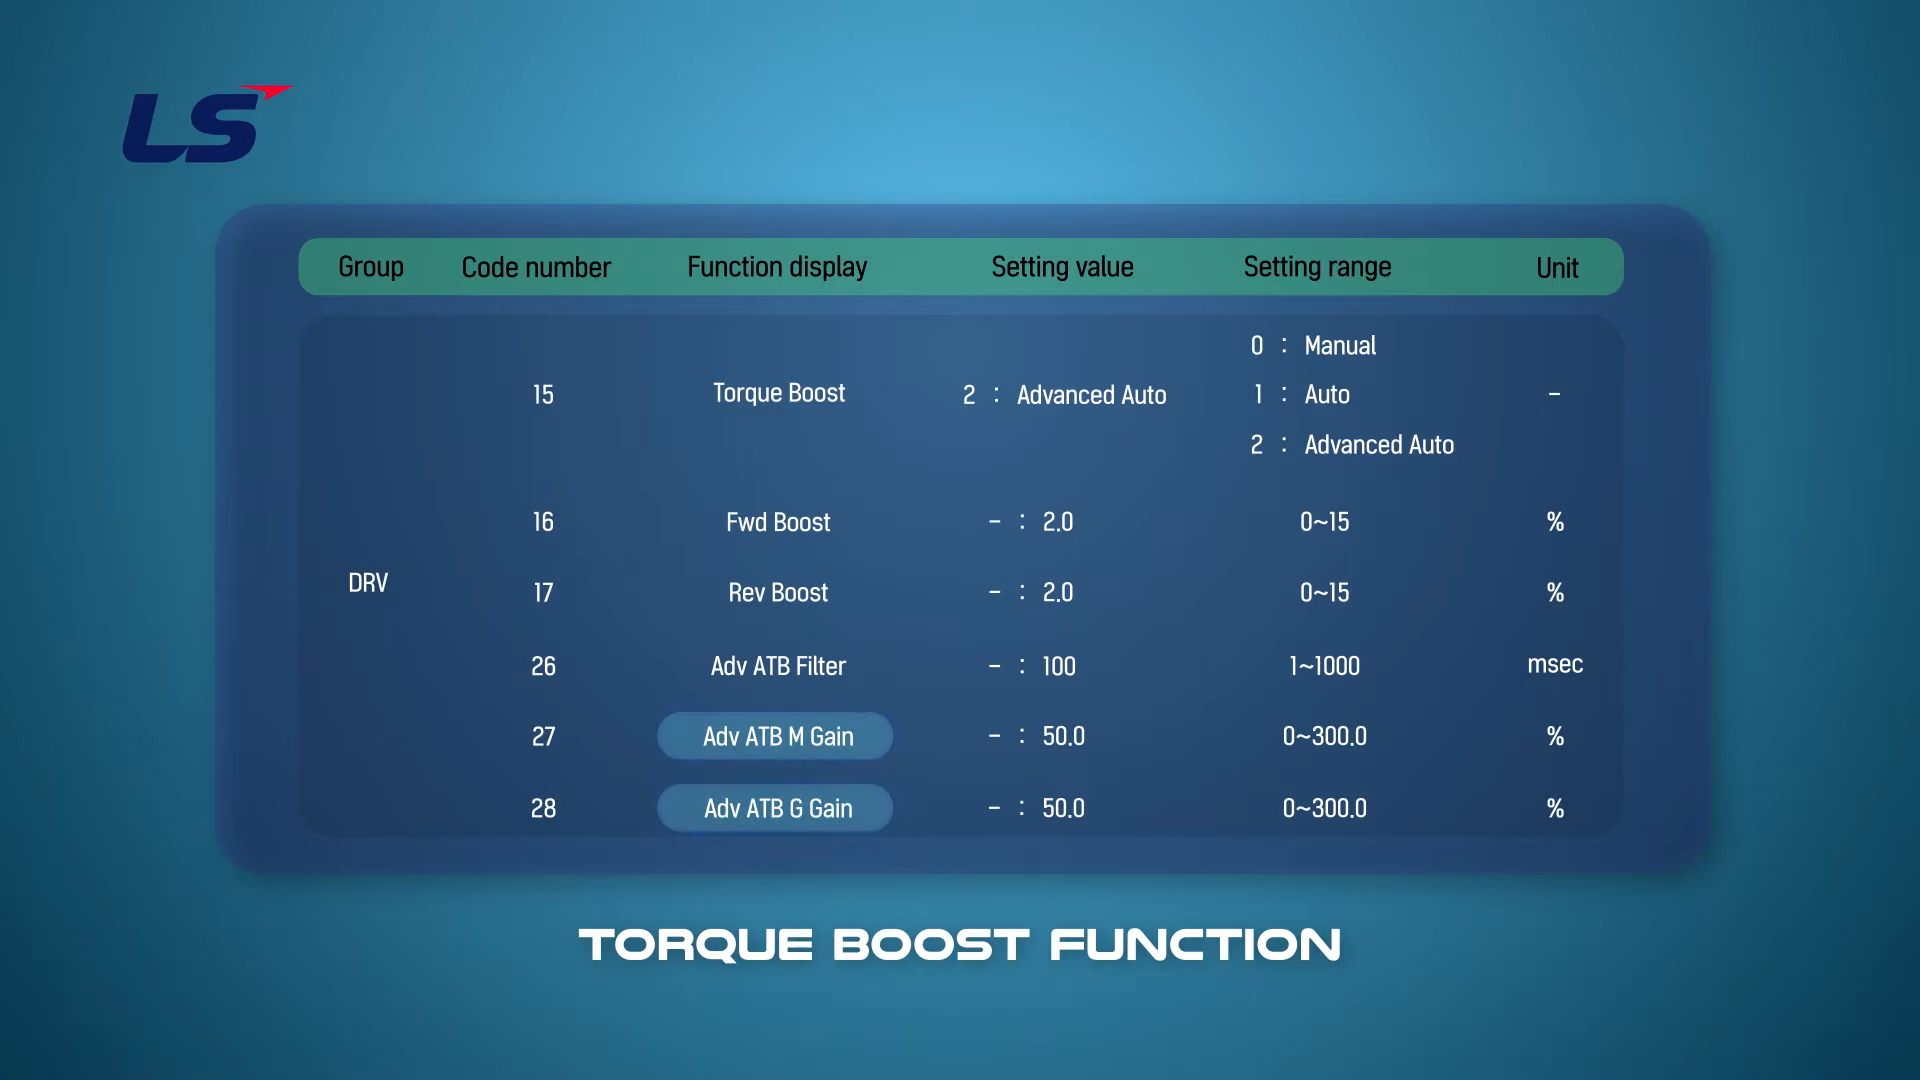 LS
Group Code number Function display Setting value Setting range Unit
0 : Manual
15 Torque Boost 2 : Advanced Auto 1 : Auto –
2 : Advanced Auto
16 Fwd Boost – : 2.0 0~15 %
DRV
17 Rev Boost – : 2.0 0~15 %
26 Adv ATB Filter – : 100 1~1000 msec
27 Adv ATB M Gain – : 50.0 0~300.0 %
28 Adv ATB G Gain – : 50.0 0~300.0 %
TORQUE BOOST FUNCTION